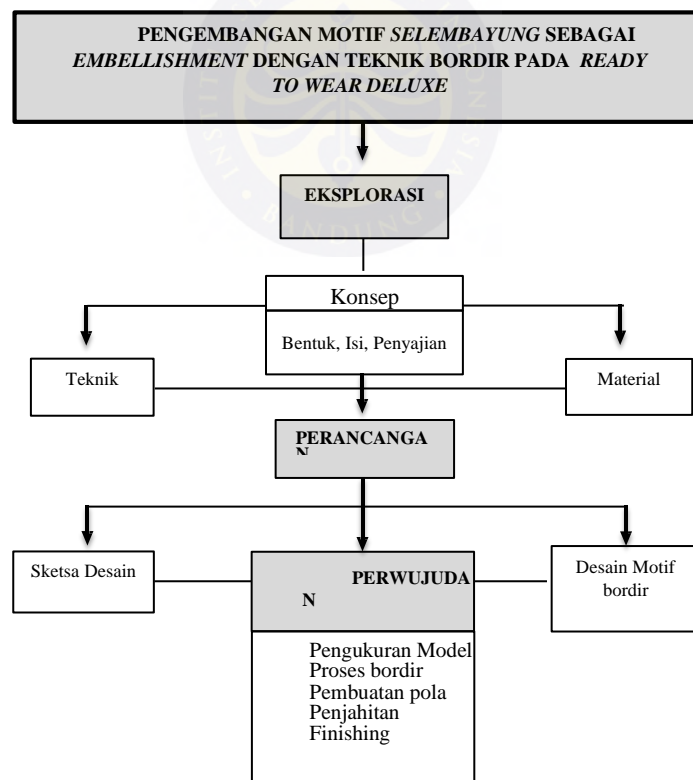 PENGEMBANGAN MOTIF SELEMBAYUNG SEBAGAI
EMBELLISHMENT DENGAN TEKNIK BORDIR PADA READY
TO WEAR DELUXE
EKSPLORASI
BANDUNG
Konsep
Bentuk, Isi, Penyajian
Teknik
Material
PERANCANGA
N
Sketsa Desain
PERWUJUDA
N
Desain Motif
bordir
Pengukuran Model
Proses bordir
Pembuatan pola
Penjahitan
Finishing